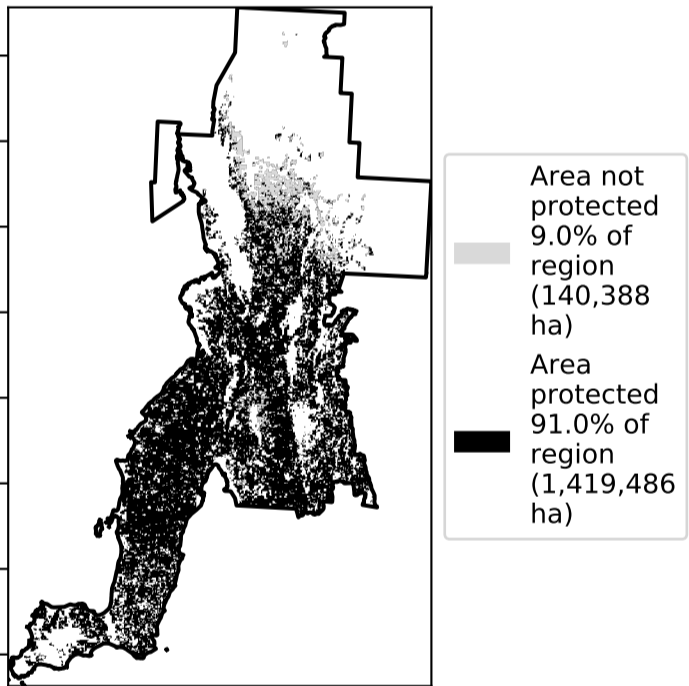 Area not
protected
9.0% of
region
(140,388
ha)
Area
protected
91.0% of
region
(1,419,486
ha)